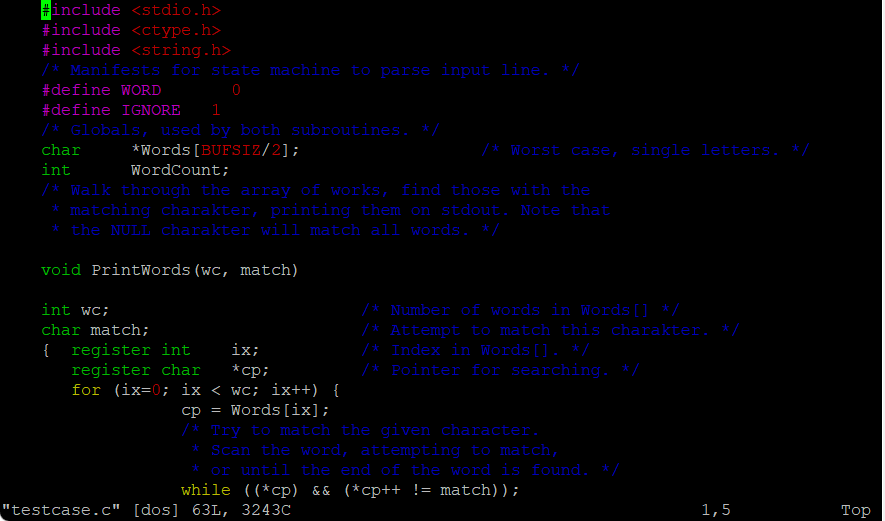 #include <stdio.h>
#include <ctype.h>
#include <string.h>
/* Manifests for state machine to parse input line. */
#define WORD       0
#define IGNORE   1
/* Globals, used by both subroutines. */
char     *Words[BUFSIZ/2];                  /* Worst case, single letters. */
int      WordCount;
/* Walk through the array of works, find those with the
 * matching charakter, printing them on stdout. Note that
 * the NULL charakter will match all words. */
void PrintWords(wc, match)
int wc;                         /* Number of words in Words[] */
char match;                     /* Attempt to match this charakter. */
{  register int    ix;          /* Index in Words[]. */
   register char   *cp;         /* Pointer for searching. */
   for (ix=0; ix < wc; ix++) {
              cp = Words[ix];
              /* Try to match the given character.
               * Scan the word, attempting to match,
               * or until the end of the word is found. */
              while ((*cp) && (*cp++ != match));
"testcase.c" [dos] 63L, 3243C                                         1,5           Top